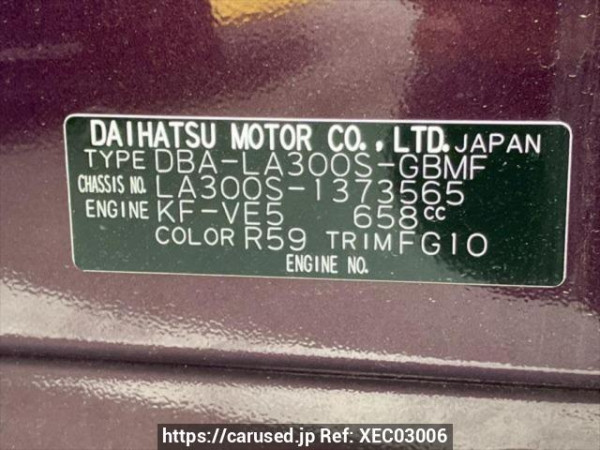 DAIHATSU MOTOR CO., LTD. JAPAN
TYPE DBA-LA300S-GBMF
CHASSIS NO. LA300S-1373565
ENGINE KF-VE5 658cc
COLOR R59 TRIM FG10
ENGINE NO.
https://carused.jp Ref: XEC03006